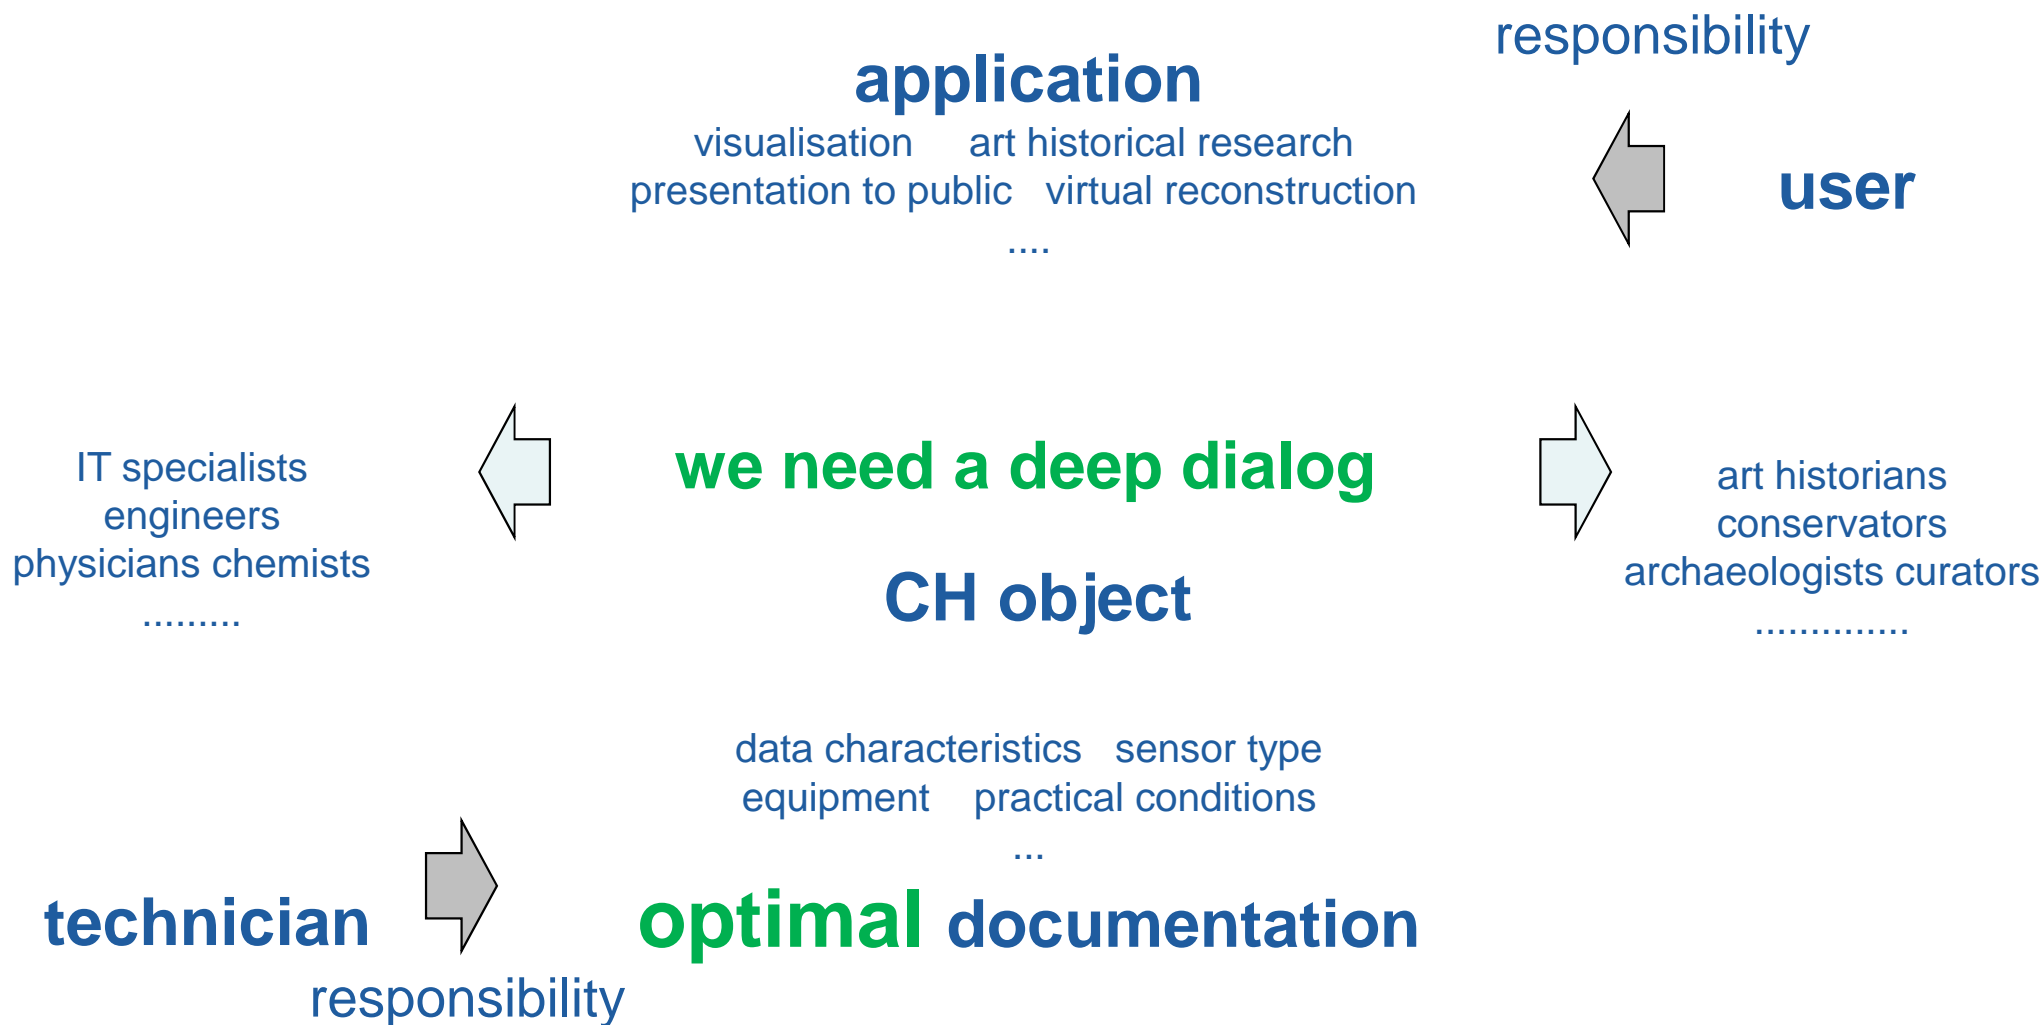 responsibility
application
visualisation art historical research
presentation to public virtual reconstruction
....
user
we need a deep dialog
IT specialists
engineers
physicians chemists
.........
art historians
conservators
archaeologists curators
..............
CH object
data characteristics sensor type
equipment practical conditions
...
technician
optimal documentation
responsibility